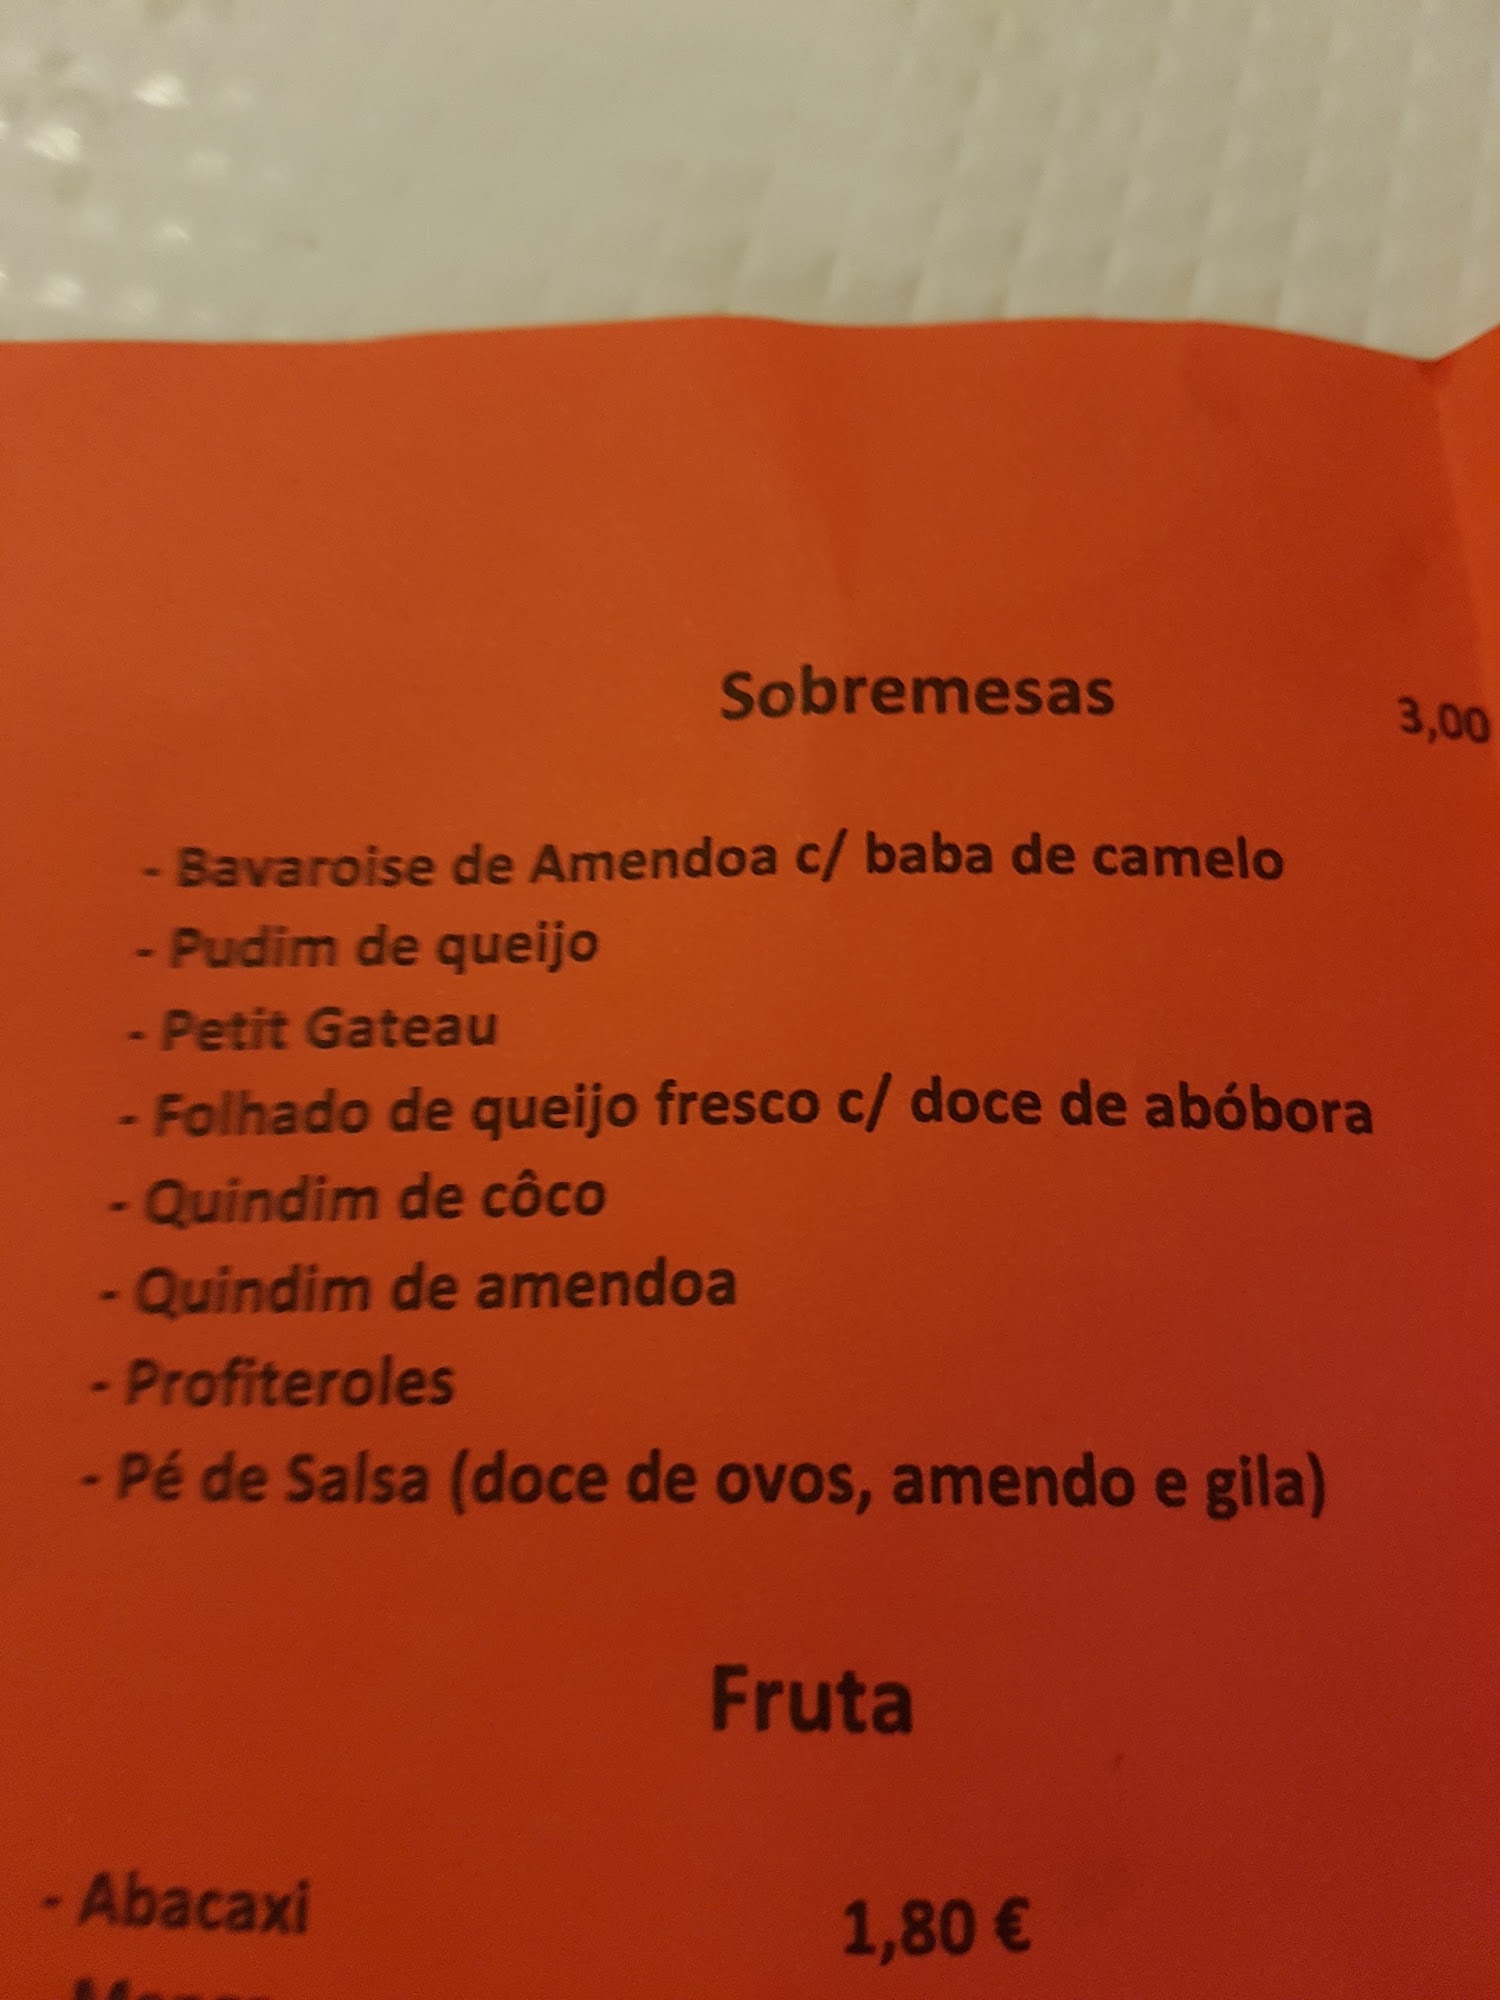 Sobremesas 3,00
- Bavaroise de Amendoa c/ baba de camelo
- Pudim de queijo
- Petit Gateau
- Folhado de queijo fresco c/ doce de abóbora
- Quindim de côco
- Quindim de amendoa
- Profiteroles
- Pé de Salsa (doce de ovos, amendo e gila)
Fruta
- Abacaxi 1,80 €